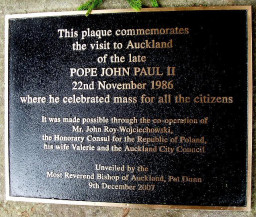 This plaque commemorates
the visit to Auckland
of the late
POPE JOHN PAUL II
22nd November 1986
where he celebrated mass for all the citizens
It was made possible through the co-operation of
Mr. John Roy-Wojciechowski,
the Honorary Consul for the Republic of Poland,
his wife Valerie and the Auckland City Council
Unveiled by the
Most Reverend Bishop of Auckland, Pat Dunn
9th December 2007